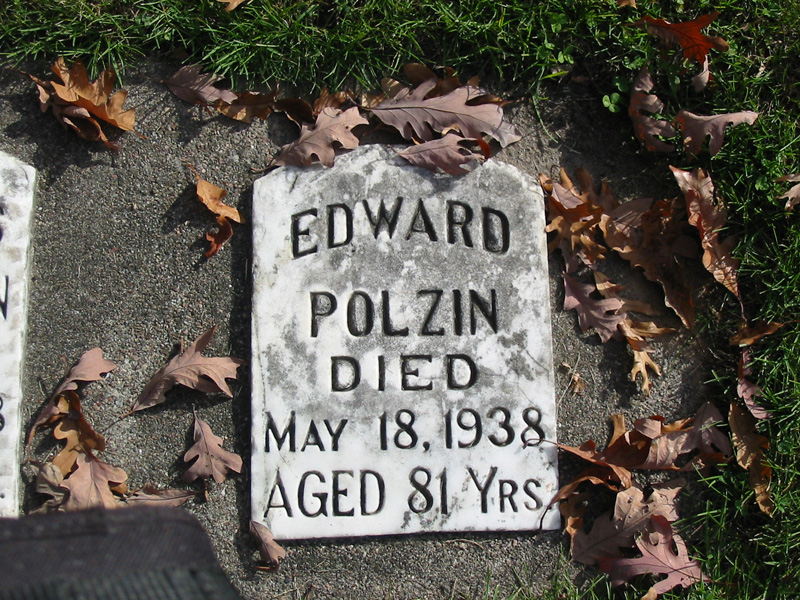 EDWARD
POLZIN
DIED
MAY 18, 1938
AGED 81 YRS.